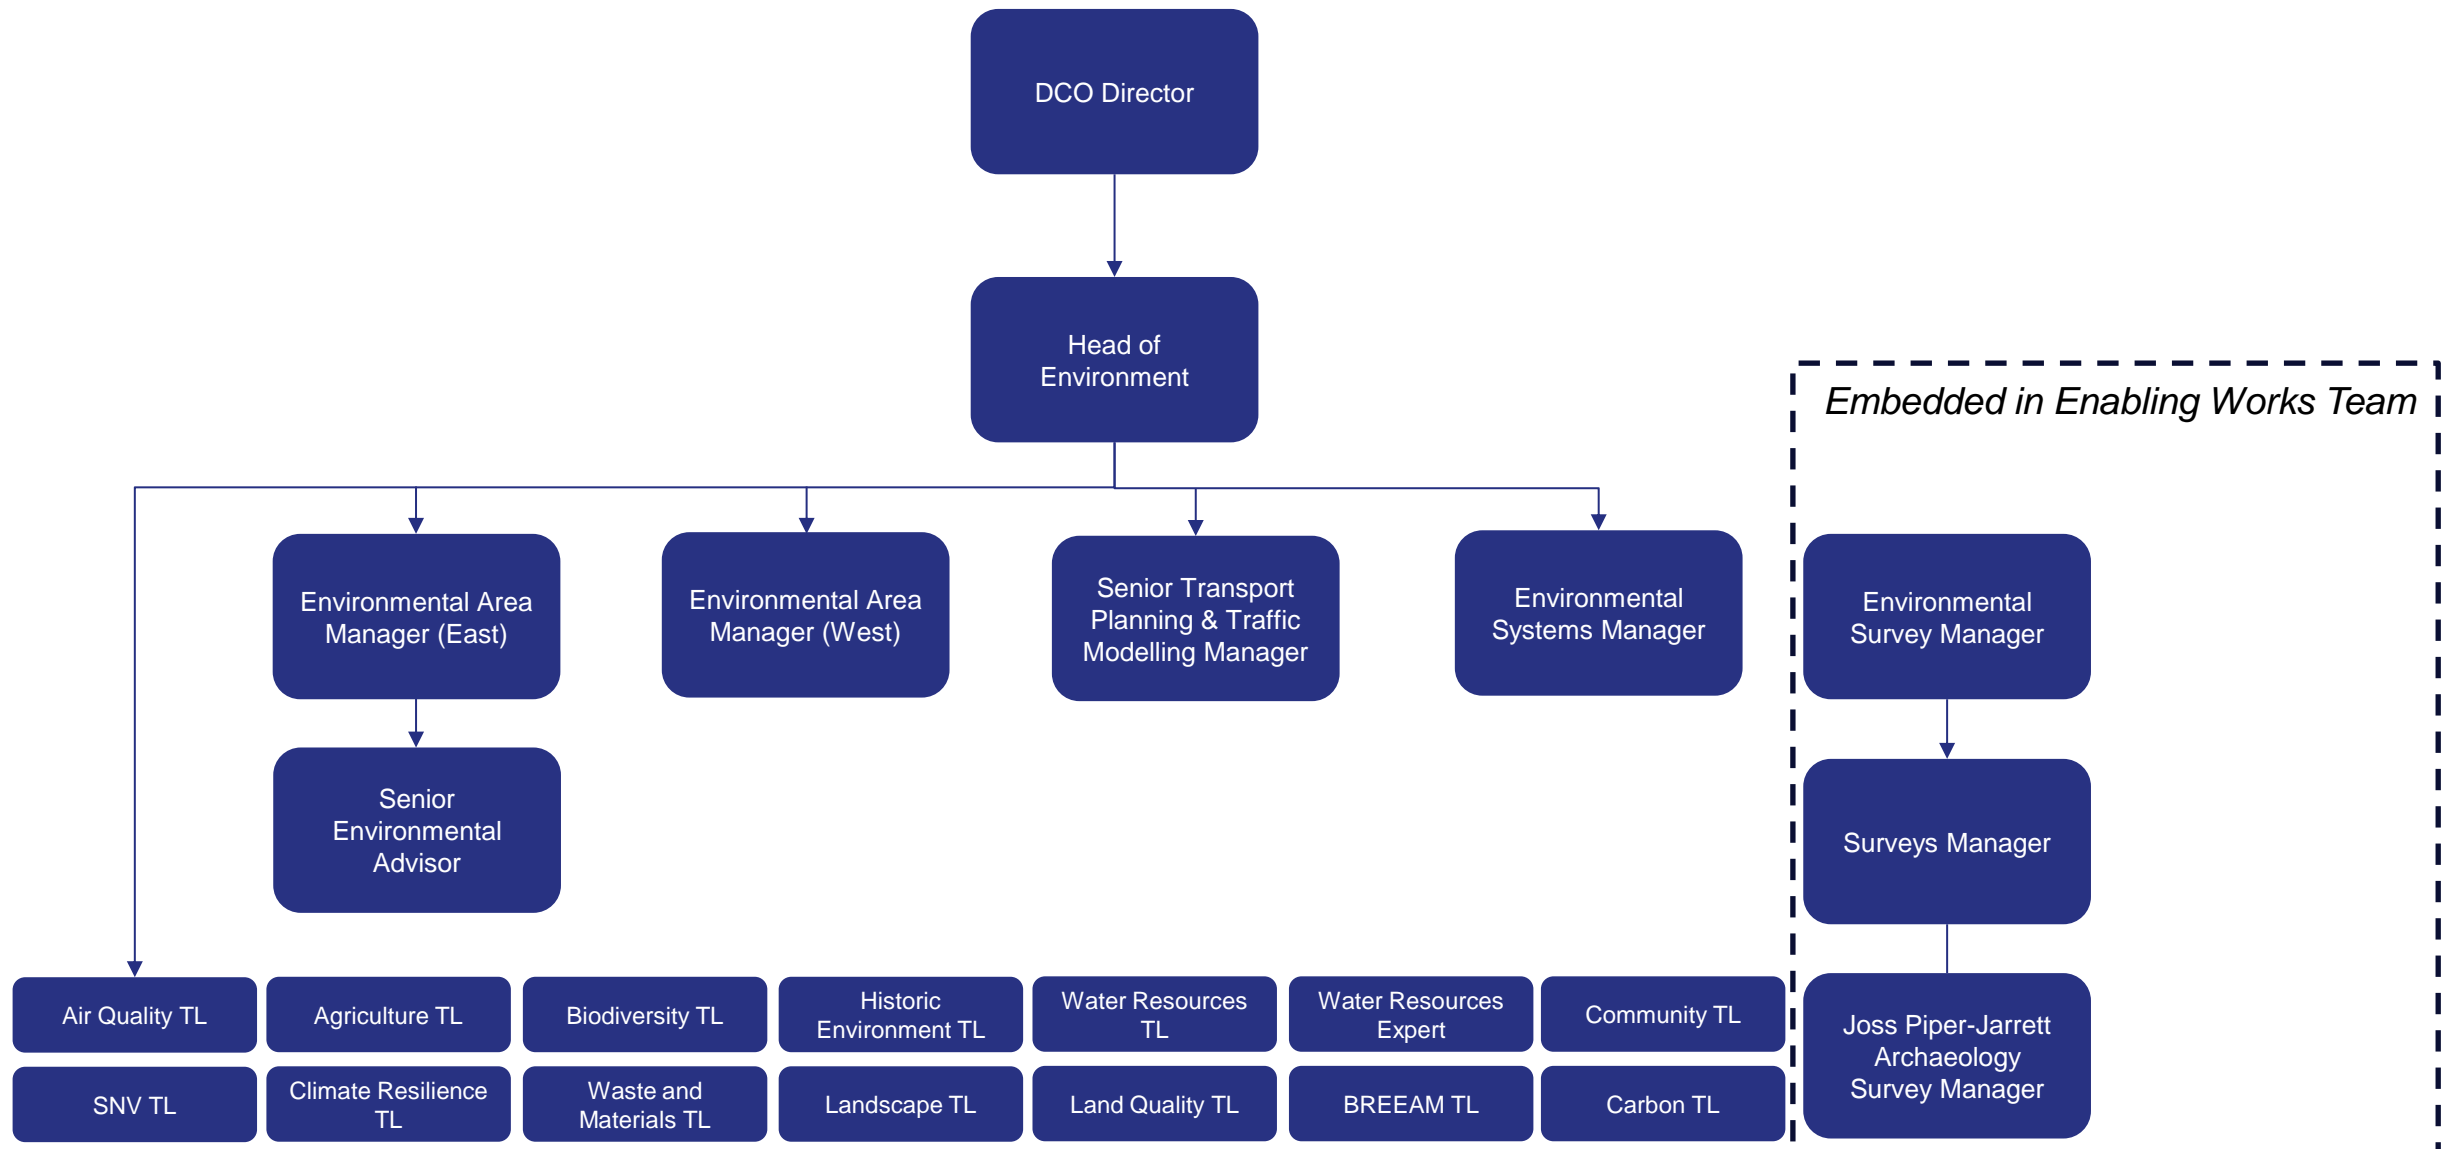 DCO Director
Head of
Environment
Embedded in Enabling Works Team
Environmental Area
Manager (East)
Environmental Area
Manager (West)
Senior Transport
Planning & Traffic
Modelling Manager
Environmental
Systems Manager
Environmental
Survey Manager
Senior
Environmental
Advisor
Surveys Manager
Air Quality TL
Agriculture TL
Biodiversity TL
Historic
Environment TL
Water Resources
TL
Water Resources
Expert
Community TL
Joss Piper-Jarrett
Archaeology
Survey Manager
SNV TL
Climate Resilience
TL
Waste and
Materials TL
Landscape TL
Land Quality TL
BREEAM TL
Carbon TL